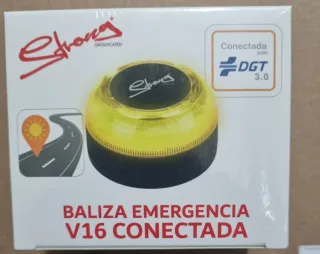 Strong
Conectada
con
DGT
3.0
Strong
BALIZA EMERGENCIA
V16 CONECTADA